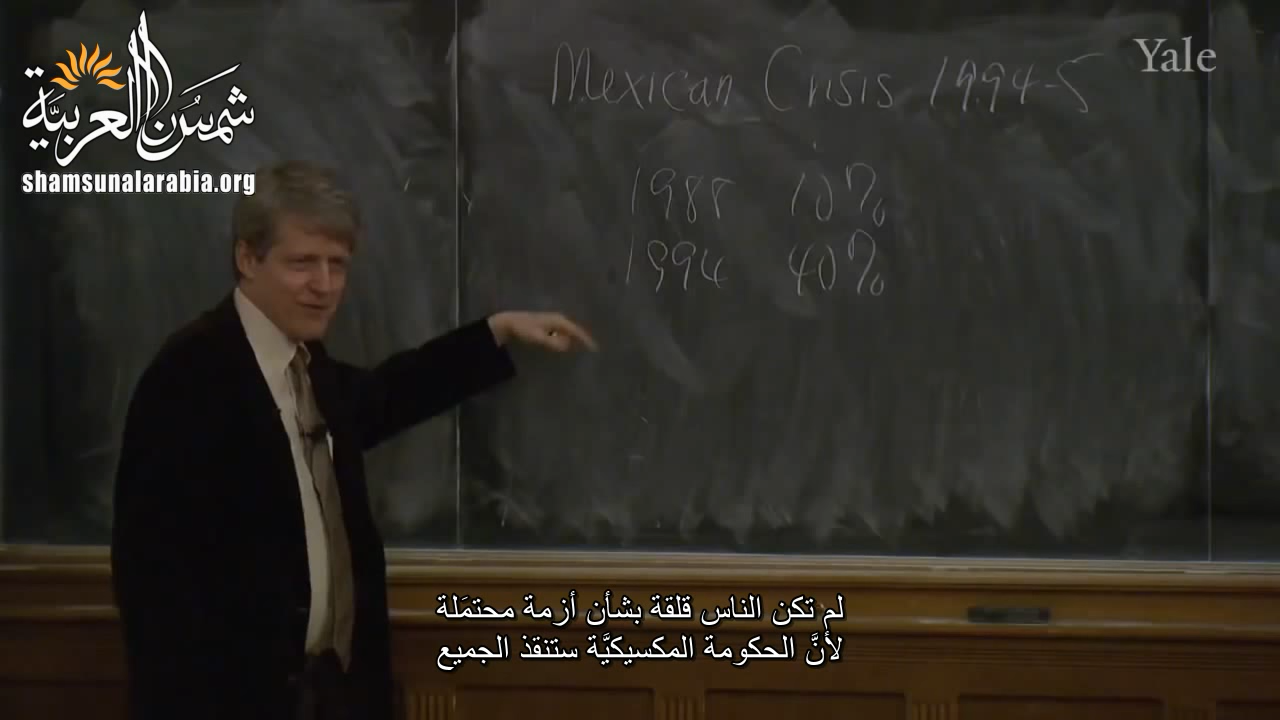 شمس العربية
shamsunalarabia.org
Yale
Mexican Crisis 1994-5
1988 10%
1994 40%
لم تكن الناس قلقة بشأن أزمة محتمَلة
لأنَّ الحكومة المكسيكيَّة ستنقذ الجميع